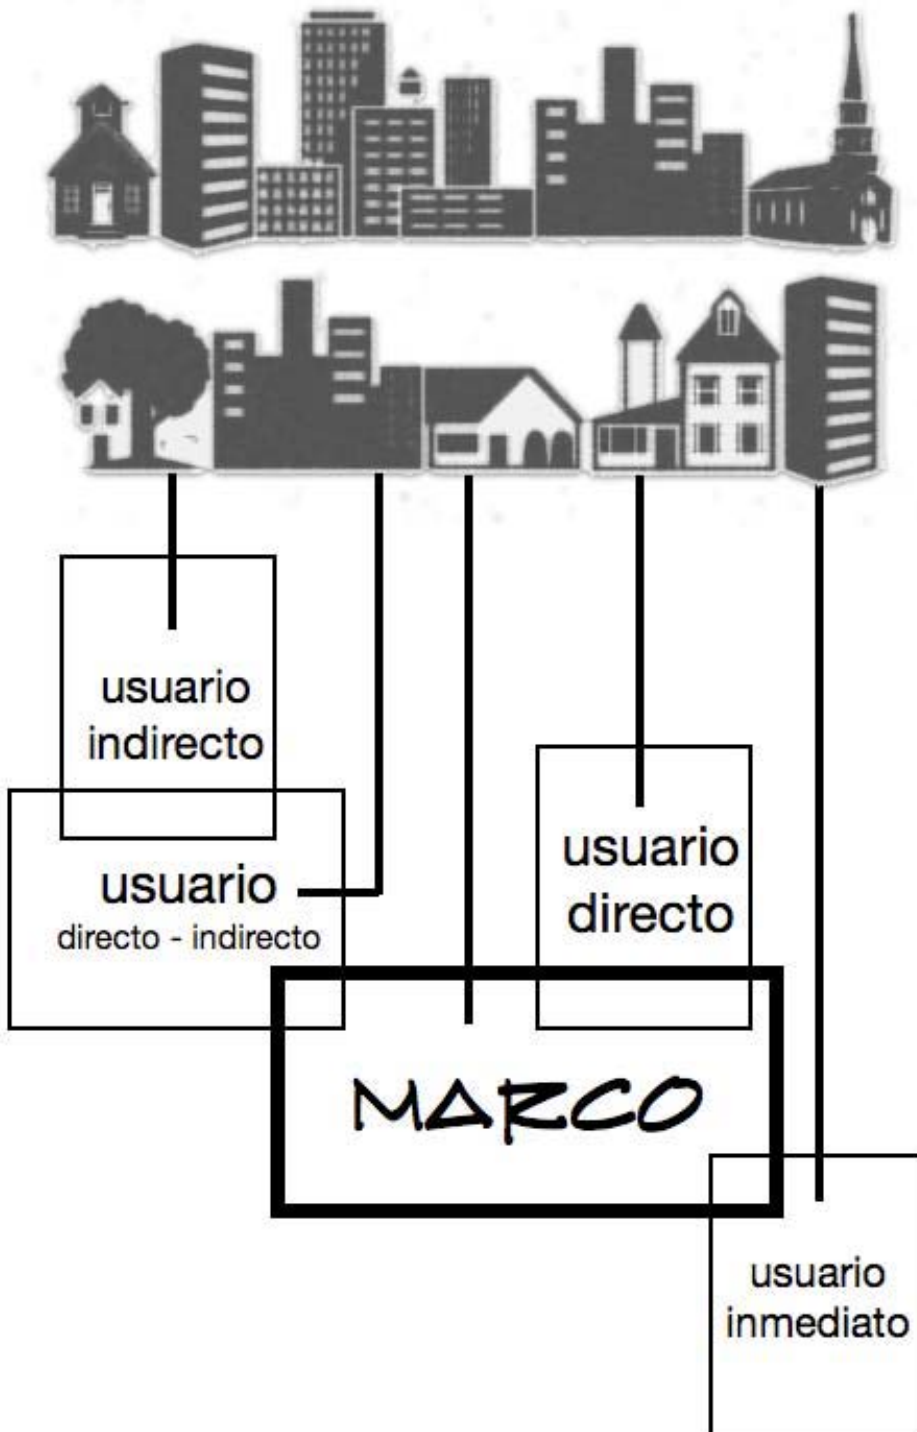 usuario
indirecto
usuario
directo - indirecto
usuario
directo
MARCO
usuario
inmediato